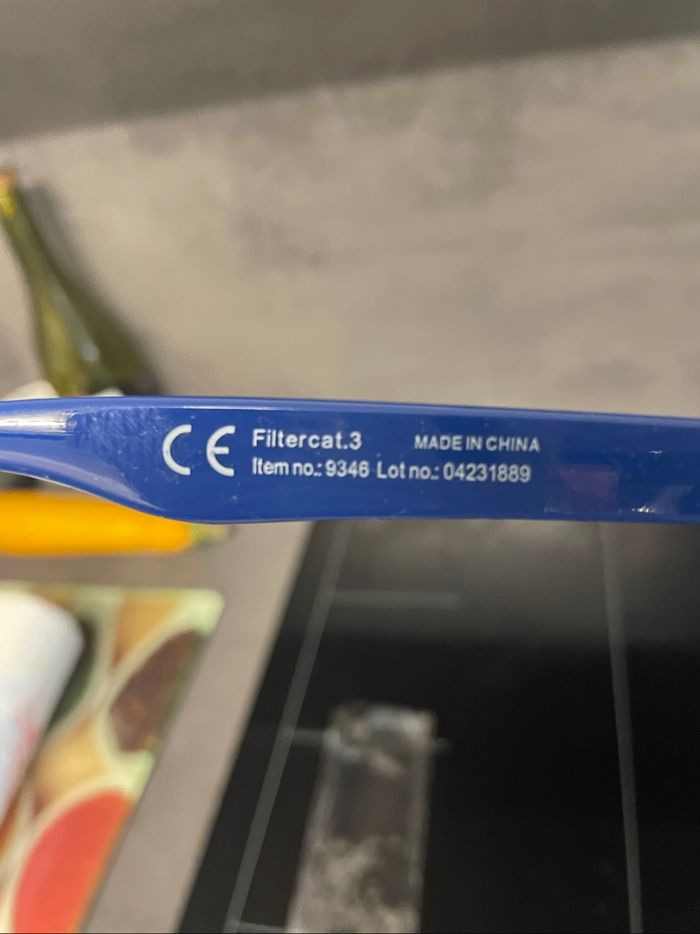 CE Filtercat.3 MADE IN CHINA
Item no.: 9346 Lot no.: 04231889